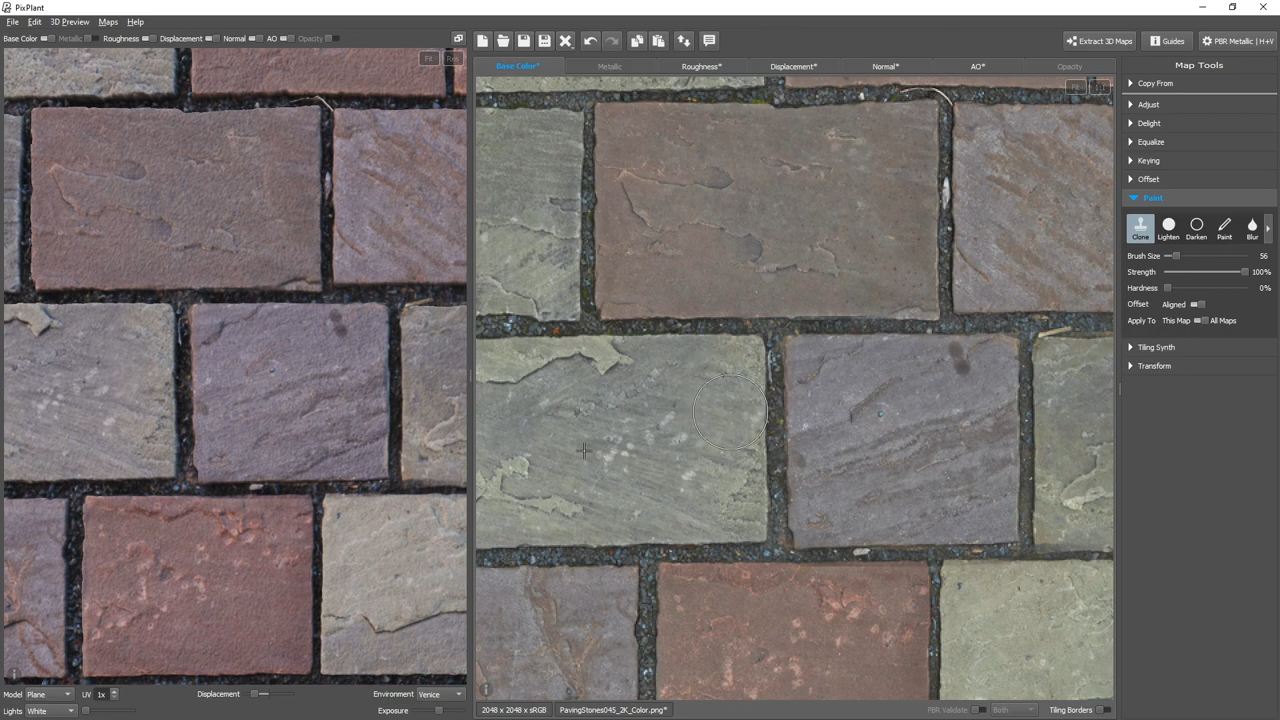 PixPlant
File Edit 3D Preview Maps Help
Base Color Metallic Roughness Displacement Normal AO Opacity
Extract 3D Maps Guides PBR Metallic | H+V
Base Color* Metallic Roughness* Displacement* Normal* AO* Opacity
Map Tools
Fit Res
Copy From
Adjust
Delight
Equalize
Keying
Offset
Paint
Clone Lighten Darken Paint Blur
Brush Size 56
Strength 100%
Hardness 0%
Offset Aligned
Apply To This Map All Maps
Tiling Synth
Transform
Model Plane UV 1x Displacement Environment Venice
Lights White Exposure
2048 x 2048 x sRGB PavingStones045_2K_Color.png* PBR Validate Both Tiling Borders